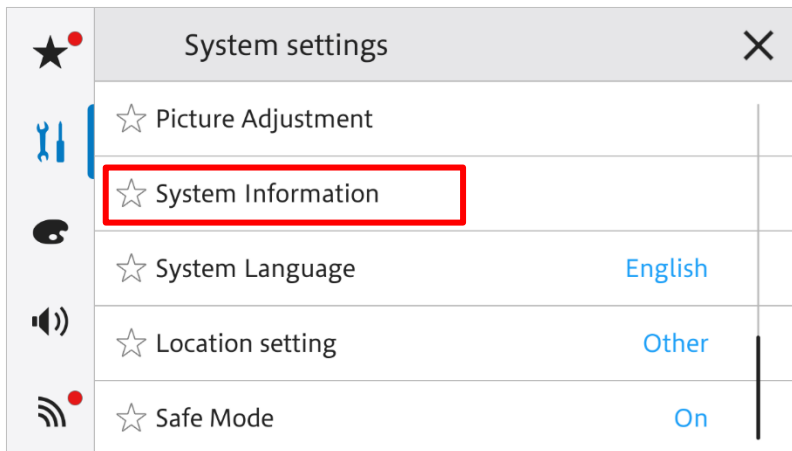 System settings
Picture Adjustment
System Information
System Language English
Location setting Other
Safe Mode On